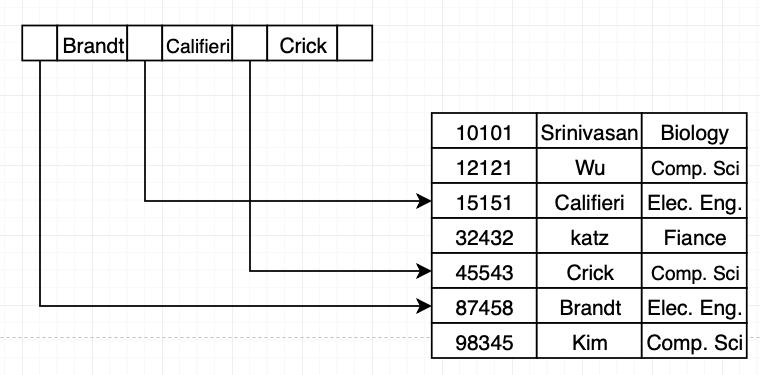 Brandt Califieri Crick
10101 Srinivasan Biology
12121 Wu Comp. Sci
15151 Califieri Elec. Eng.
32432 katz Fiance
45543 Crick Comp. Sci
87458 Brandt Elec. Eng.
98345 Kim Comp. Sci